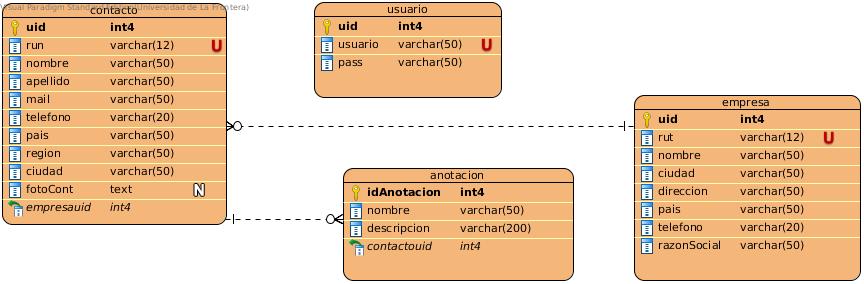 Visual Paradigm Standard Edition(Universidad de La Frontera)
contacto
uid int4
run varchar(12) U
nombre varchar(50)
apellido varchar(50)
mail varchar(50)
telefono varchar(20)
pais varchar(50)
region varchar(50)
ciudad varchar(50)
fotoCont text N
empresauid int4
usuario
uid int4
usuario varchar(50) U
pass varchar(50)
anotacion
idAnotacion int4
nombre varchar(50)
descripcion varchar(200)
contactouid int4
empresa
uid int4
rut varchar(12) U
nombre varchar(50)
ciudad varchar(50)
direccion varchar(50)
pais varchar(50)
telefono varchar(20)
razonSocial varchar(50)